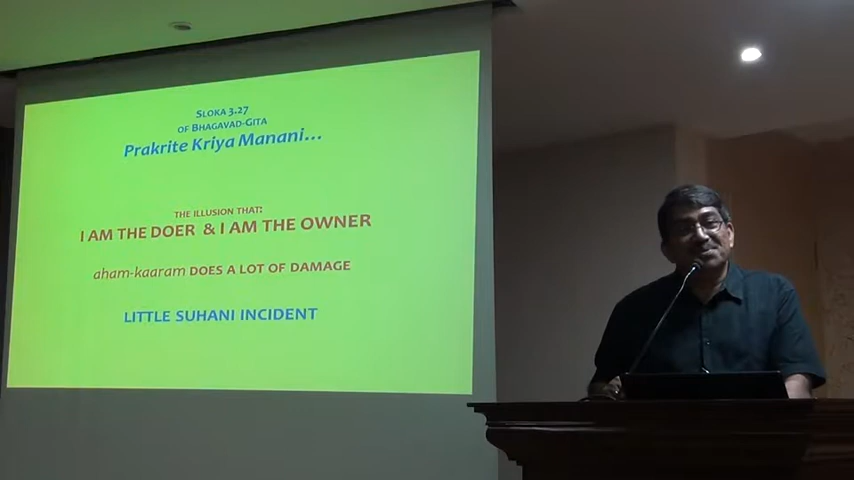 SLOKA 3.27
OF BHAGAVAD-GITA
Prakrite Kriya Manani...
THE ILLUSION THAT:
I AM THE DOER & I AM THE OWNER
aham-kaaram DOES A LOT OF DAMAGE
LITTLE SUHANI INCIDENT